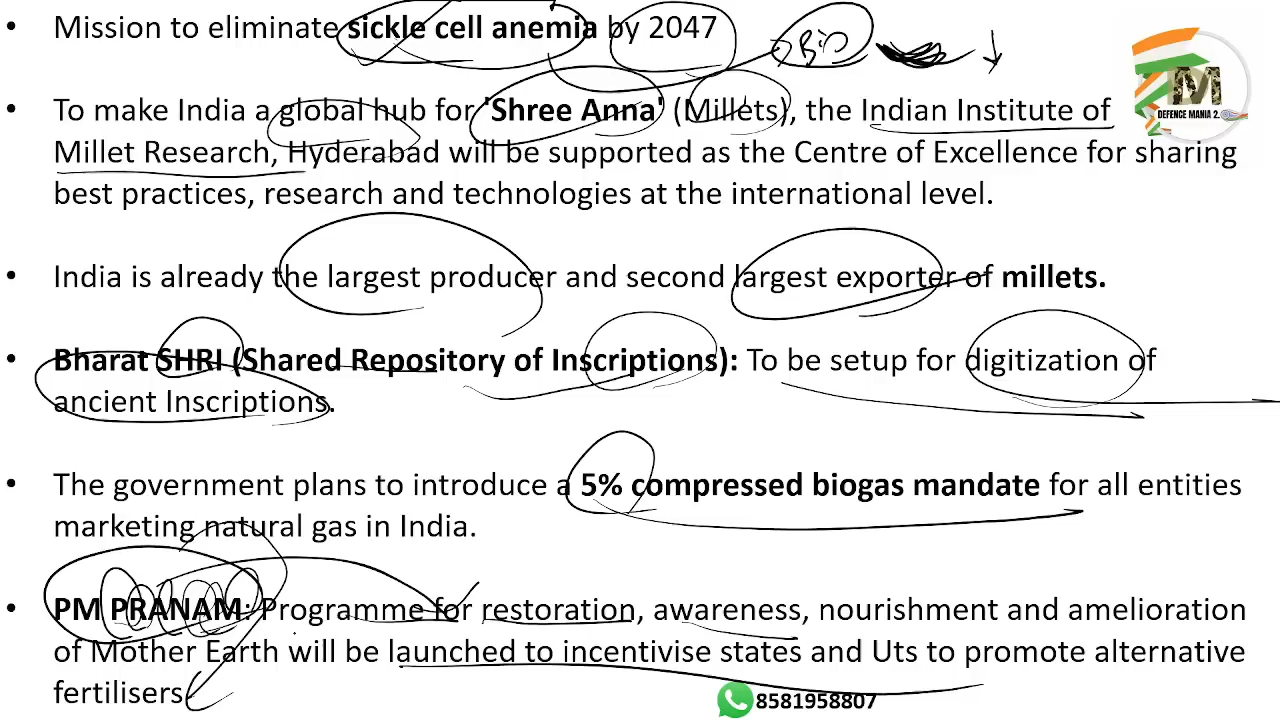 • Mission to eliminate sickle cell anemia by 2047
• To make India a global hub for 'Shree Anna' (Millets), the Indian Institute of
Millet Research, Hyderabad will be supported as the Centre of Excellence for sharing
best practices, research and technologies at the international level.
• India is already the largest producer and second largest exporter of millets.
• Bharat SHRI (Shared Repository of Inscriptions): To be setup for digitization of
ancient Inscriptions.
• The government plans to introduce a 5% compressed biogas mandate for all entities
marketing natural gas in India.
• PM PRANAM: Programme for restoration, awareness, nourishment and amelioration
of Mother Earth will be launched to incentivise states and Uts to promote alternative
fertilisers
M
DEFENCE MANIA 2.
8581958807